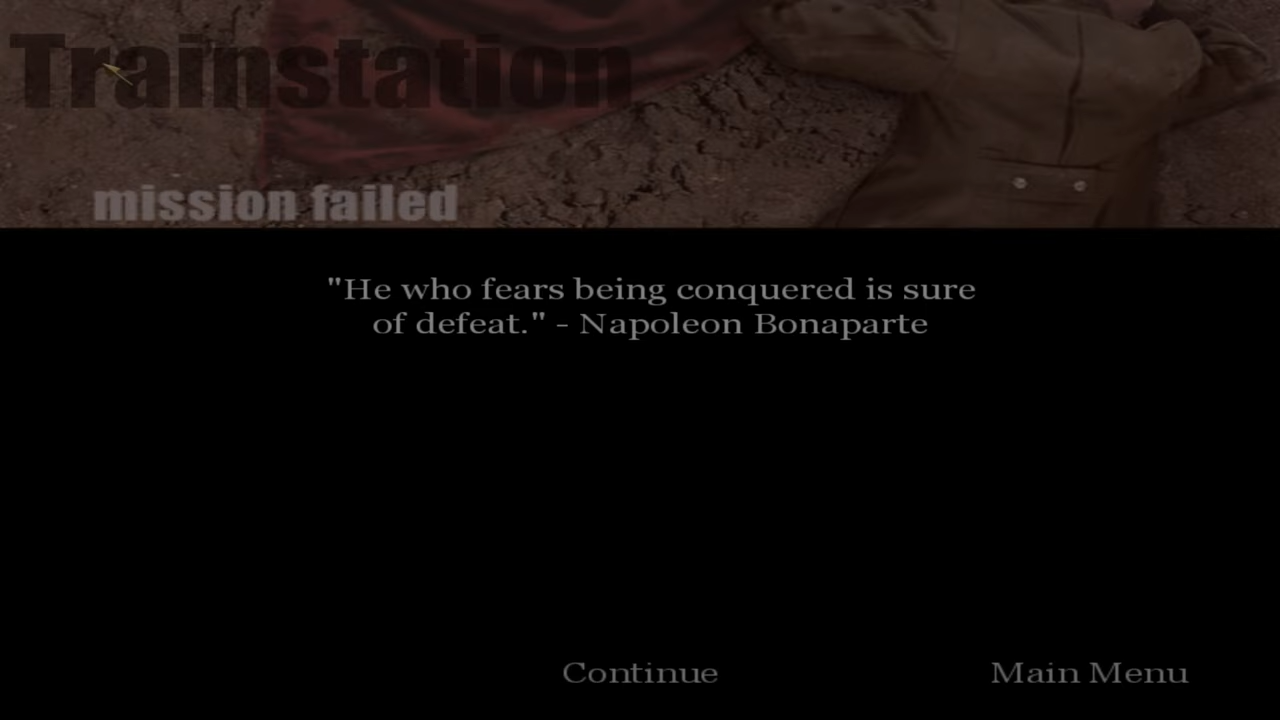 Trainstation
mission failed
"He who fears being conquered is sure
of defeat." - Napoleon Bonaparte
Continue
Main Menu